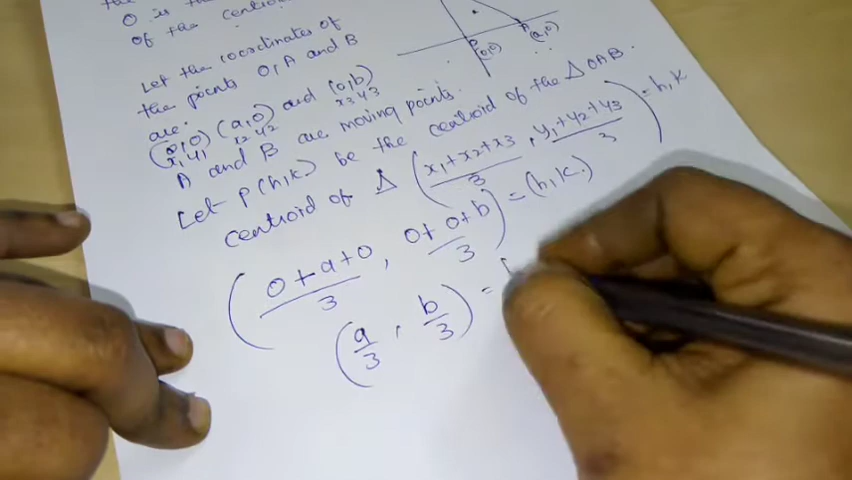 O is the
of the centroid
Let the cocordinates of
the points O, A and B
are.
(0,0) (a,0) and (0,b)
x1 y1 x2 y2 x3 y3
A and B are moving points.
Let P(h,k) be the centroid of the Δ OAB.
centroid of Δ (x1+x2+x3/3, y1+y2+y3/3) = h,k
(0+a+0/3, 0+0+b/3) = (h,k.)
(a/3, b/3) =
(0,0)
A
(a,0)